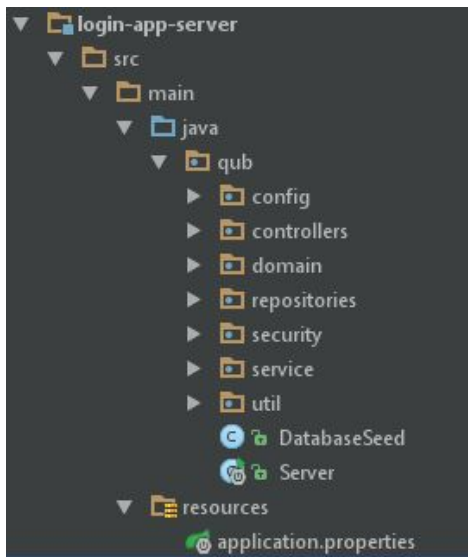 login-app-server
src
main
java
qub
config
controllers
domain
repositories
security
service
util
DatabaseSeed
Server
resources
application.properties